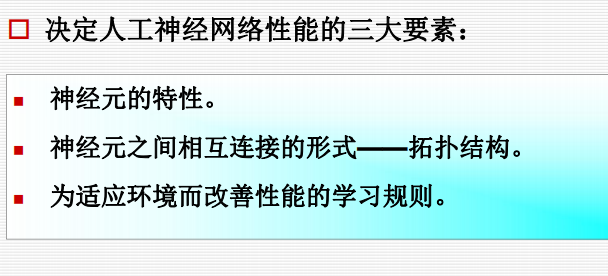 决定人工神经网络性能的三大要素：
神经元的特性。
神经元之间相互连接的形式——拓扑结构。
为适应环境而改善性能的学习规则。